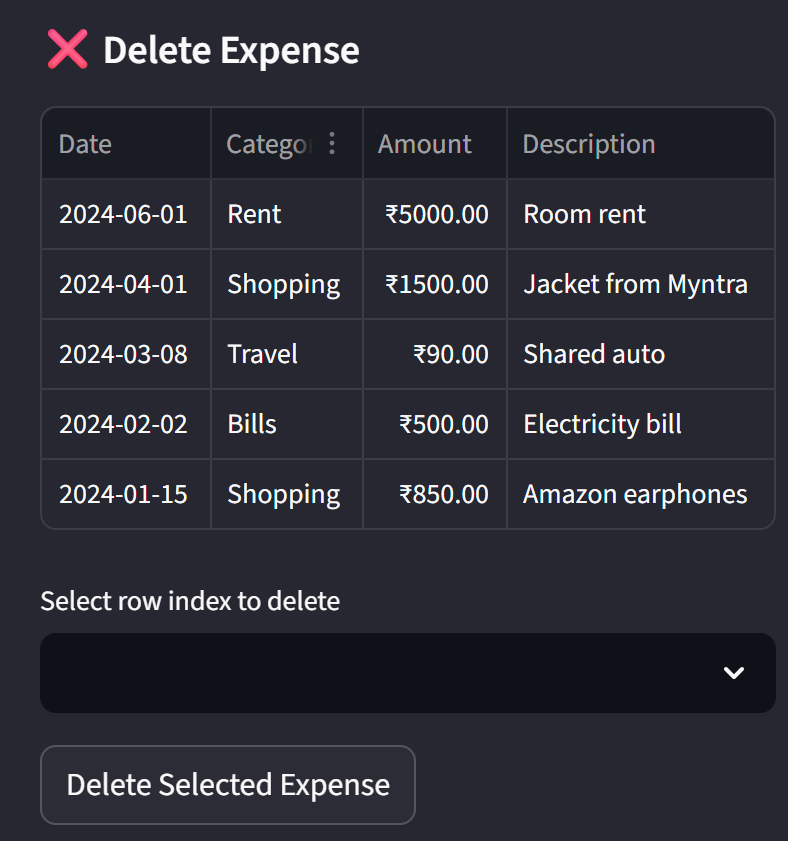 ❌ Delete Expense
Date Catego Amount Description
2024-06-01 Rent ₹5000.00 Room rent
2024-04-01 Shopping ₹1500.00 Jacket from Myntra
2024-03-08 Travel ₹90.00 Shared auto
2024-02-02 Bills ₹500.00 Electricity bill
2024-01-15 Shopping ₹850.00 Amazon earphones
Select row index to delete
Delete Selected Expense